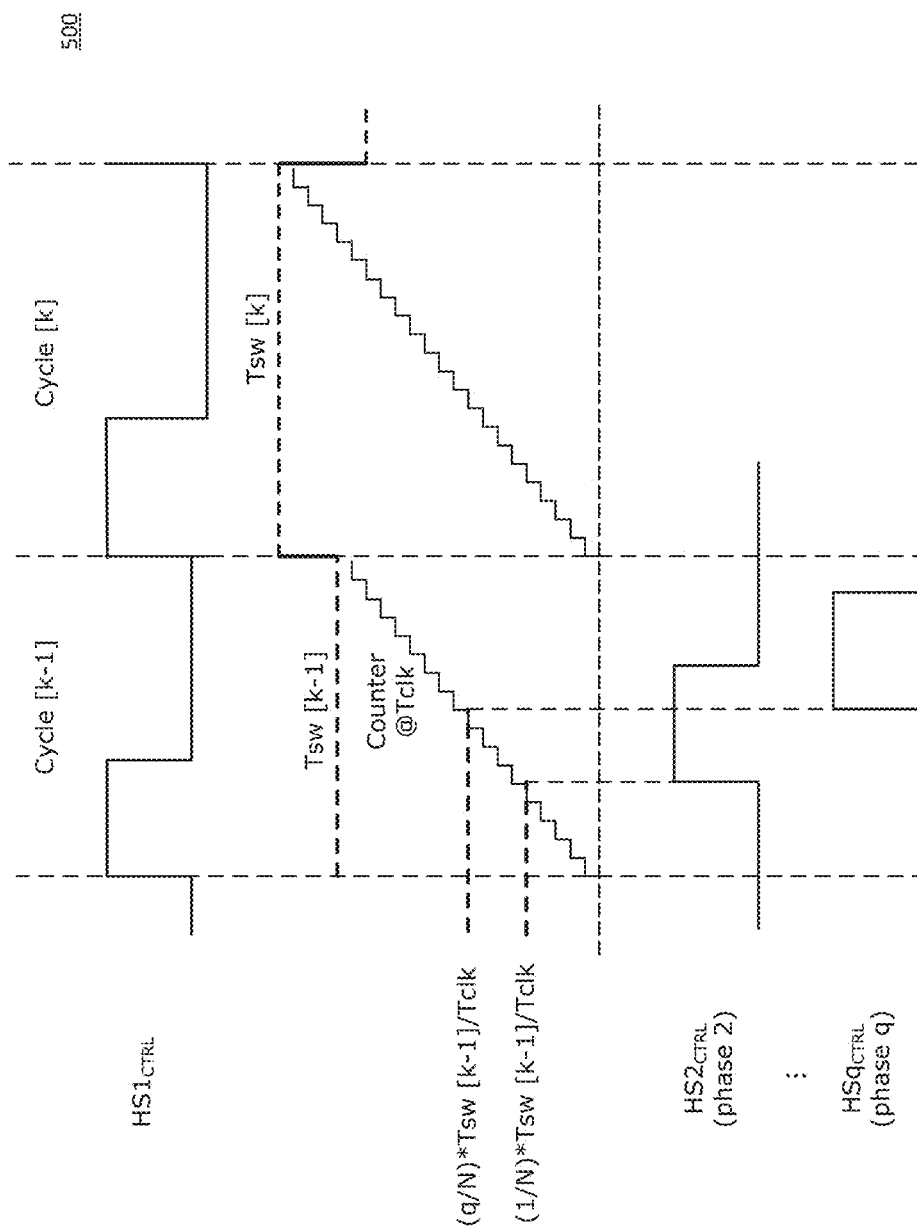 500
Cycle [k-1]
Cycle [k]
HS1CTRL
Tsw [k-1]
Tsw [k]
Counter
@Tclk
(q/N)*Tsw [k-1]/Tclk
(1/N)*Tsw [k-1]/Tclk
HS2CTRL
(phase 2)
⋮
HSqCTRL
(phase q)